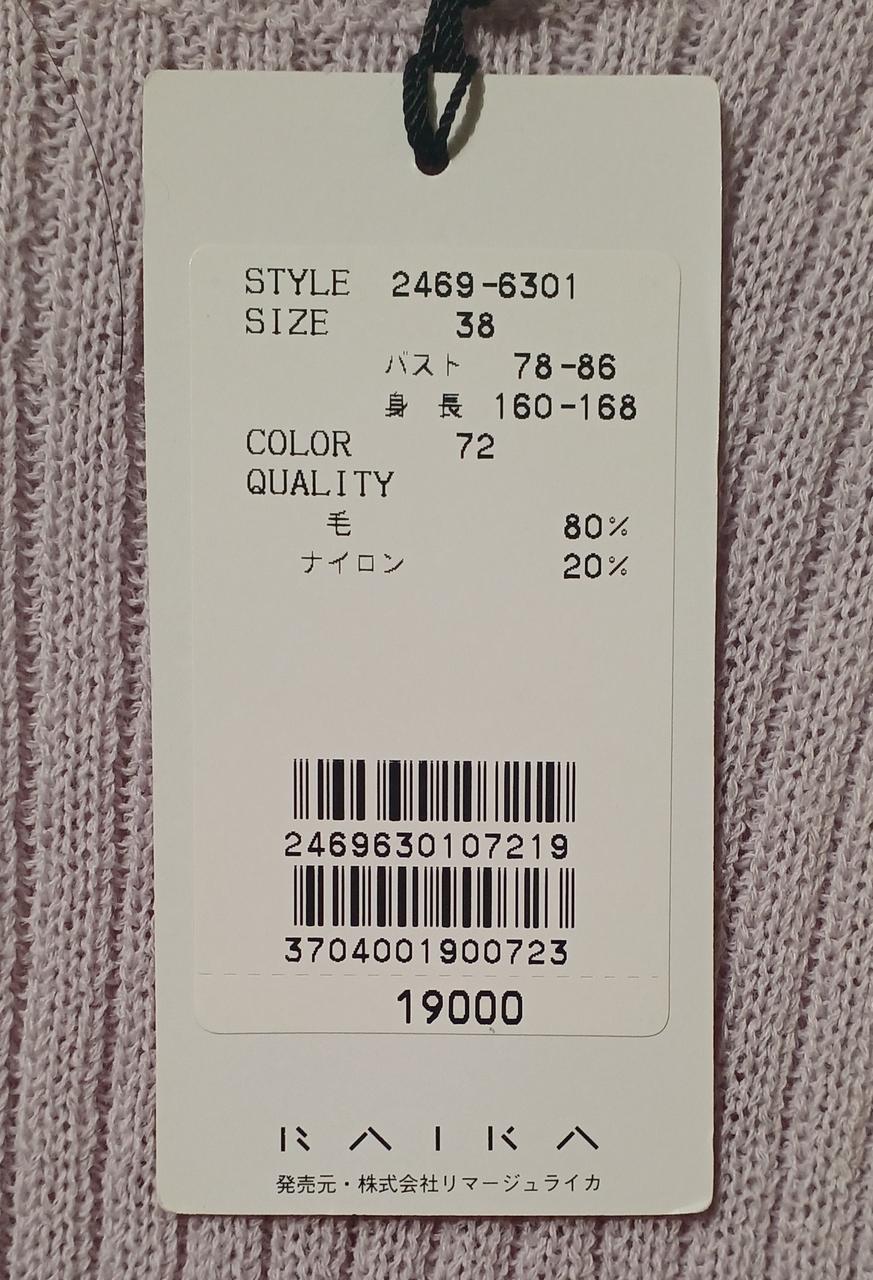 STYLE 2469-6301
SIZE 38
バスト 78-86
身 長 160-168
COLOR 72
QUALITY
毛 80%
ナイロン 20%
2469630107219
3704001900723
19000
RAIKA
発売元・株式会社リマージュライカ